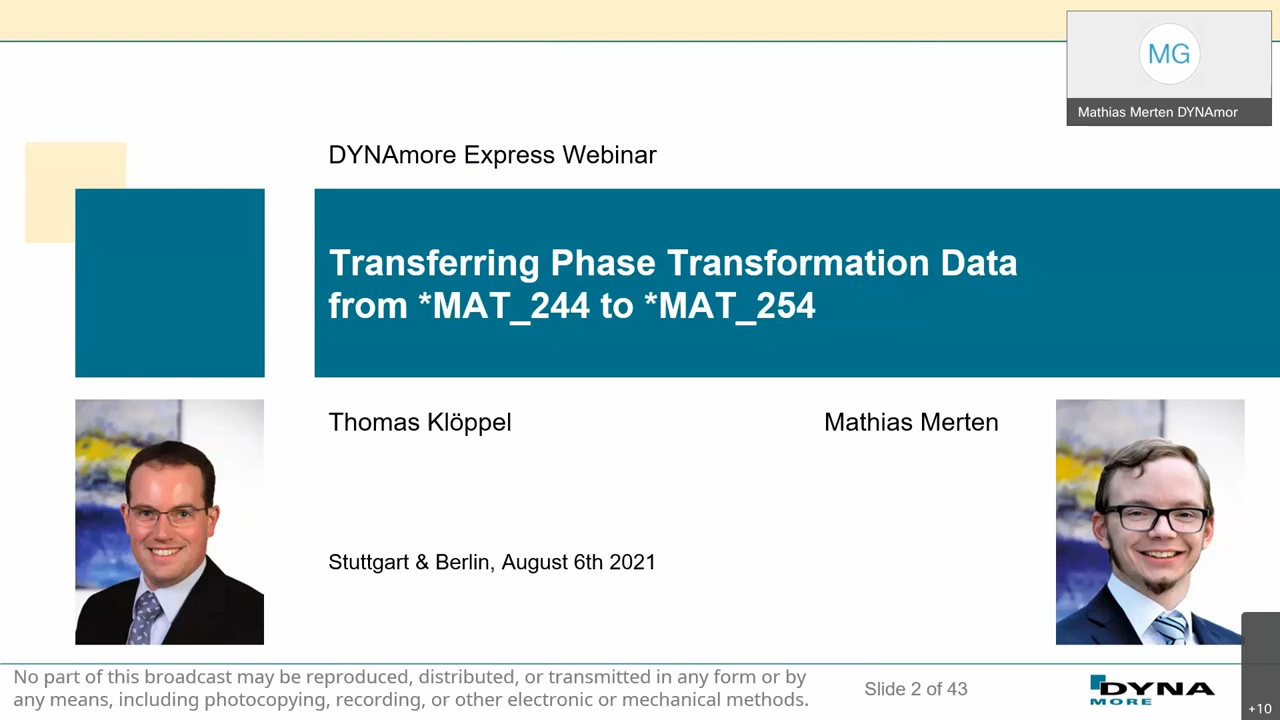 MG
Mathias Merten DYNAmor
DYNAmore Express Webinar
Transferring Phase Transformation Data
from *MAT_244 to *MAT_254
Thomas Klöppel
Mathias Merten
Stuttgart & Berlin, August 6th 2021
No part of this broadcast may be reproduced, distributed, or transmitted in any form or by
any means, including photocopying, recording, or other electronic or mechanical methods.
Slide 2 of 43
DYNA
MORE
+10